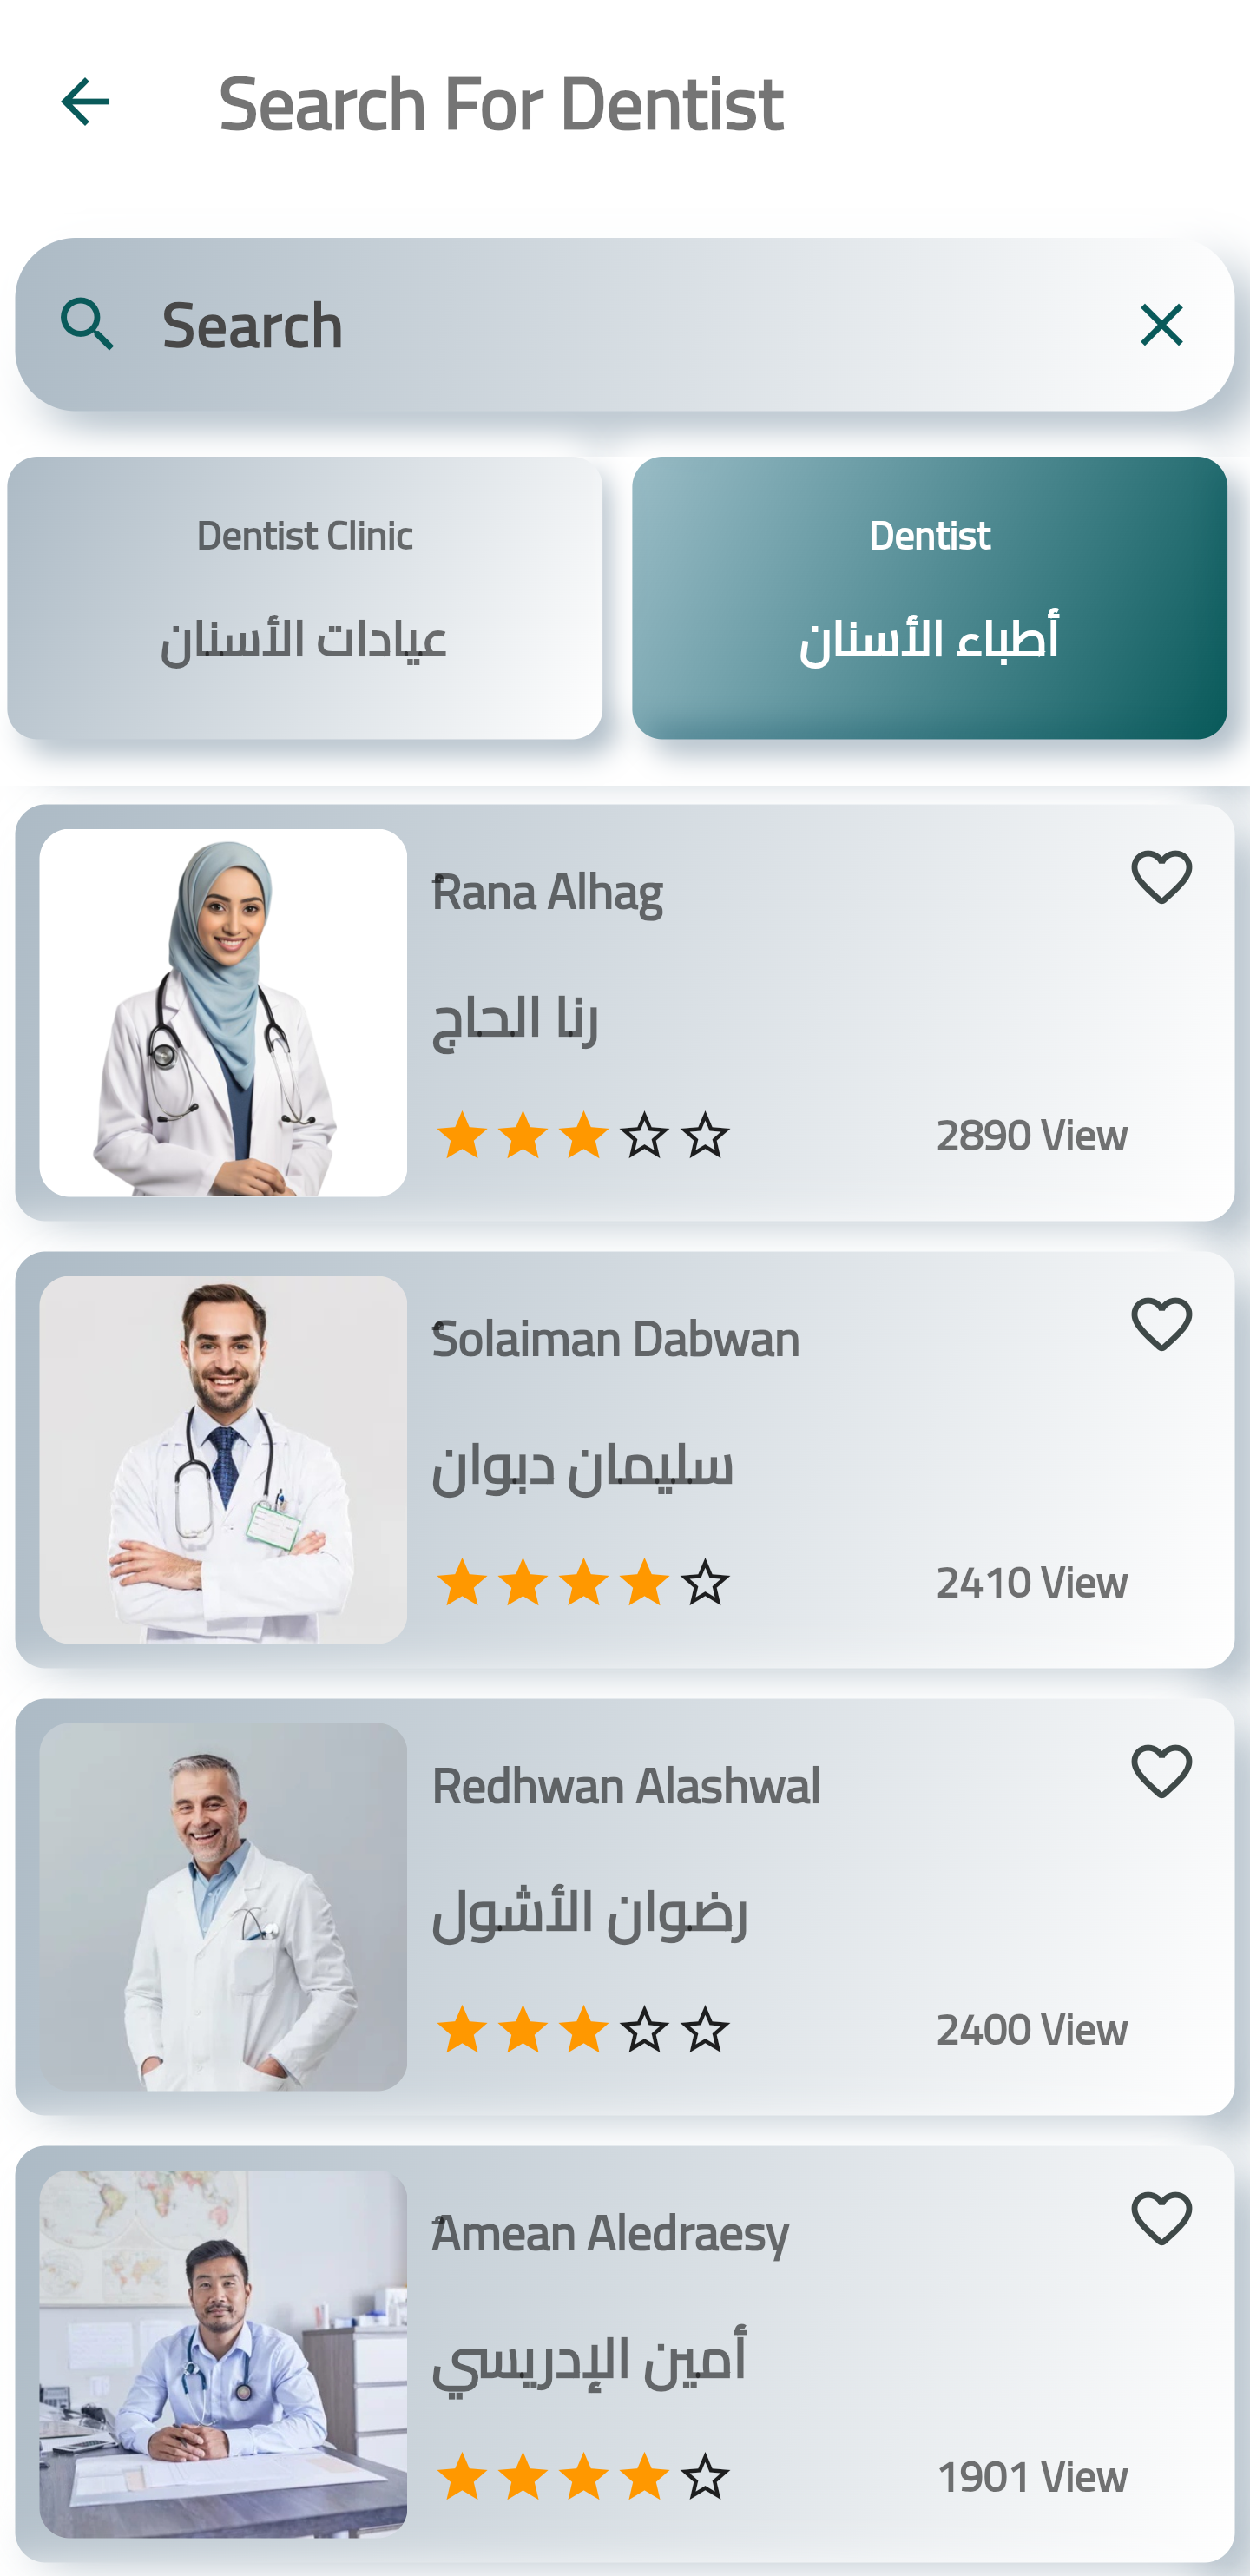 Search For Dentist
Search
Dentist Clinic
عيادات الأسنان
Dentist
أطباء الأسنان
Rana Alhag
رنا الحاج
2890 View
Solaiman Dabwan
سليمان دبوان
2410 View
Redhwan Alashwal
رضوان الأشول
2400 View
Amean Aledraesy
أمين الإدريسي
1901 View